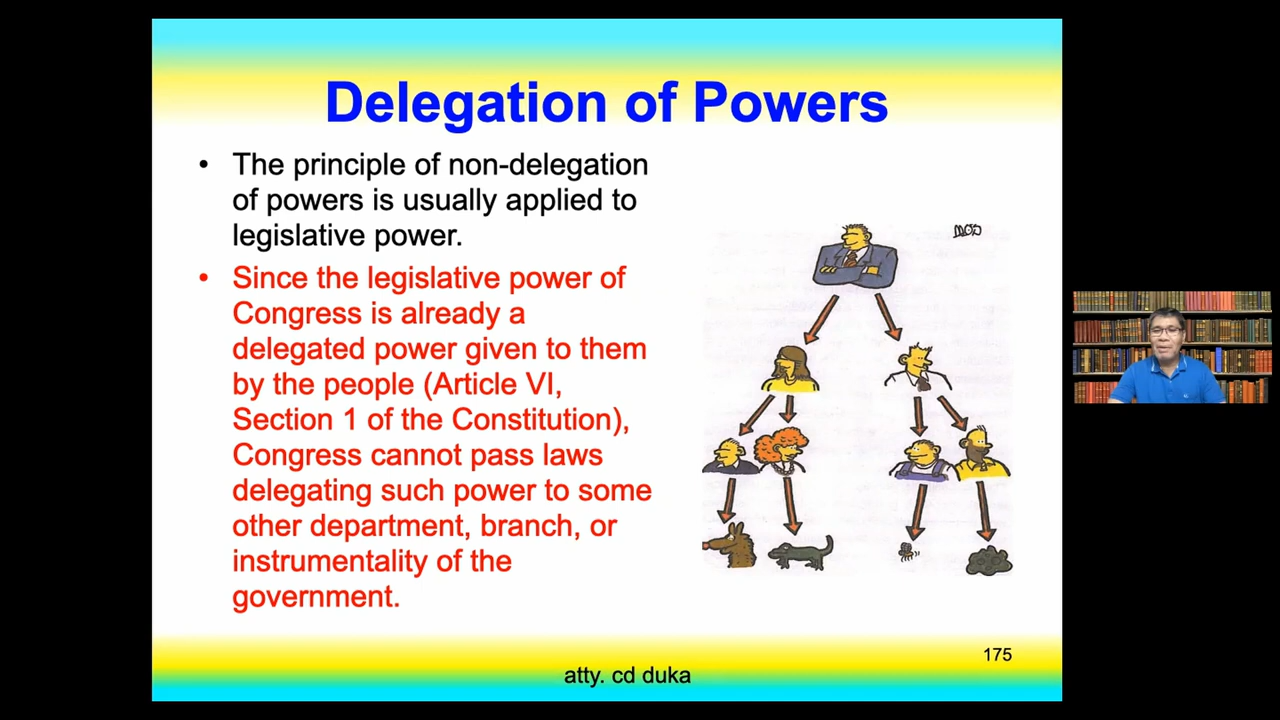 Delegation of Powers
• The principle of non-delegation
of powers is usually applied to
legislative power.
• Since the legislative power of
Congress is already a
delegated power given to them
by the people (Article VI,
Section 1 of the Constitution),
Congress cannot pass laws
delegating such power to some
other department, branch, or
instrumentality of the
government.
175
atty. cd duka